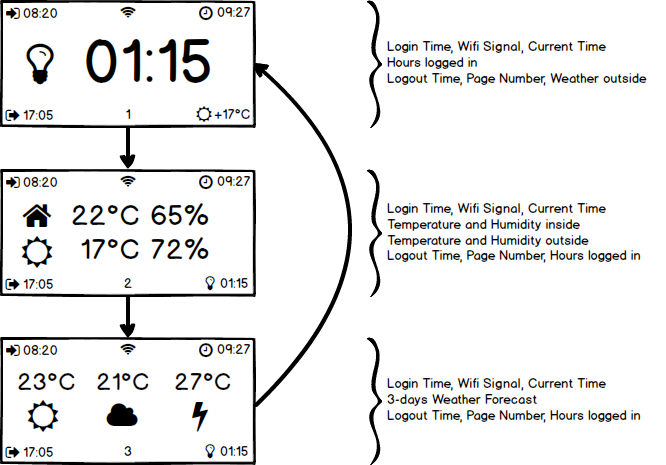 08:20 09:27
01:15
17:05 1 +17°C
Login Time, Wifi Signal, Current Time
Hours logged in
Logout Time, Page Number, Weather outside
08:20 09:27
22°C 65%
17°C 72%
17:05 2 01:15
Login Time, Wifi Signal, Current Time
Temperature and Humidity inside
Temperature and Humidity outside
Logout Time, Page Number, Hours logged in
08:20 09:27
23°C 21°C 27°C
17:05 3 01:15
Login Time, Wifi Signal, Current Time
3-days Weather Forecast
Logout Time, Page Number, Hours logged in